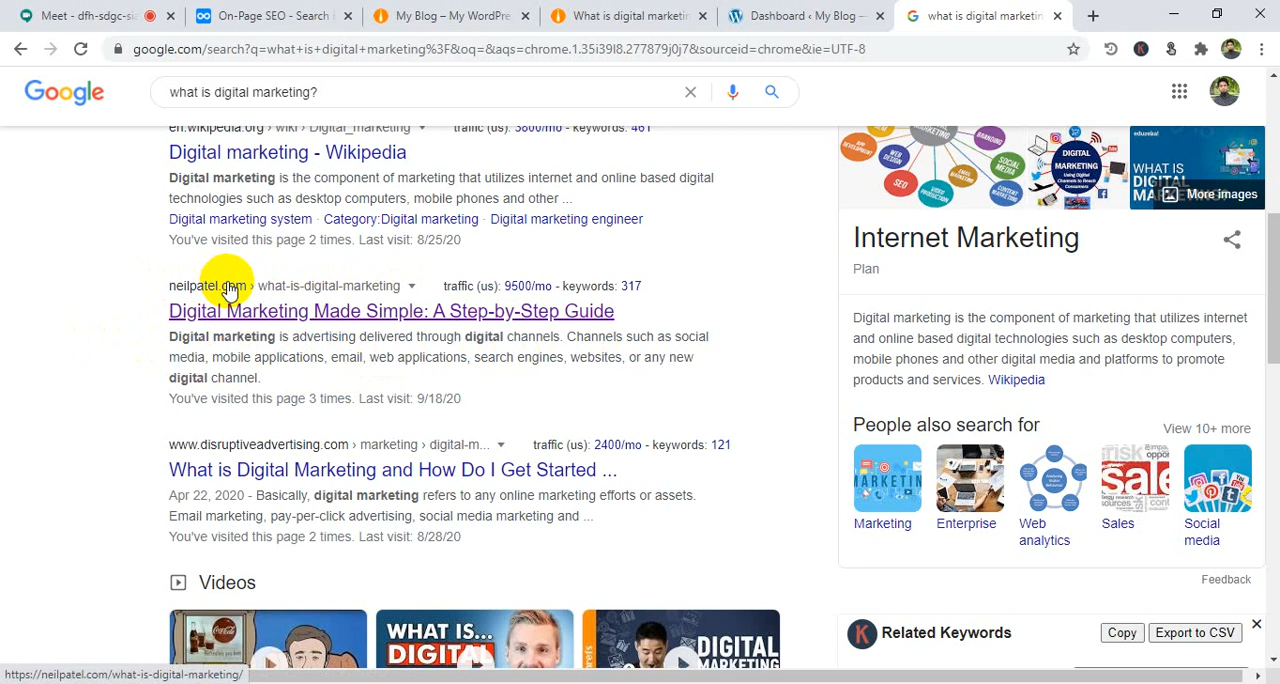 Meet - dfh-sdgc-sia
On-Page SEO - Search
My Blog – My WordPre
What is digital marketin
Dashboard ‹ My Blog —
what is digital marketin
google.com/search?q=what+is+digital+marketing%3F&oq=&aqs=chrome.1.35i39l8.277879j0j7&sourceid=chrome&ie=UTF-8
Google
what is digital marketing?
en.wikipedia.org › wiki › Digital_marketing
traffic (us): 3800/mo - keywords: 461
Digital marketing - Wikipedia
that utilizes internet and online based digital
technologies such as desktop computers, mobile phones and other ...
Digital marketing system · Category:Digital marketing · Digital marketing engineer
You've visited this page 2 times. Last visit: 8/25/20
neilpatel.com › what-is-digital-marketing
traffic (us): 9500/mo - keywords: 317
Digital Marketing Made Simple: A Step-by-Step Guide
Digital marketing is advertising delivered through digital channels. Channels such as social
media, mobile applications, email, web applications, search engines, websites, or any new
digital channel.
You've visited this page 3 times. Last visit: 9/18/20
www.disruptiveadvertising.com › marketing › digital-m...
traffic (us): 2400/mo - keywords: 121
What is Digital Marketing and How Do I Get Started ...
Apr 22, 2020 - Basically, digital marketing refers to any online marketing efforts or assets.
Email marketing, pay-per-click advertising, social media marketing and ...
You've visited this page 2 times. Last visit: 8/28/20
Videos
WHAT IS...
DIGITAL
DIGITAL
MARKETING
APP DEVELOPMENT
WEB DESIGN
SEO
VIDEO PRODUCTION
EMAIL MARKETING
CONTENT MARKETING
SOCIAL MEDIA
BRANDING
DIGITAL
MARKETING
edureka!
WHAT IS
DIGITAL
More images
Internet Marketing
Plan
Digital marketing is the component of marketing that utilizes internet
and online based digital technologies such as desktop computers,
mobile phones and other digital media and platforms to promote
products and services. Wikipedia
People also search for
View 10+ more
Marketing
Enterprise
Web
analytics
Sales
Social
media
Feedback
K
Related Keywords
Copy
Export to CSV
https://neilpatel.com/what-is-digital-marketing/